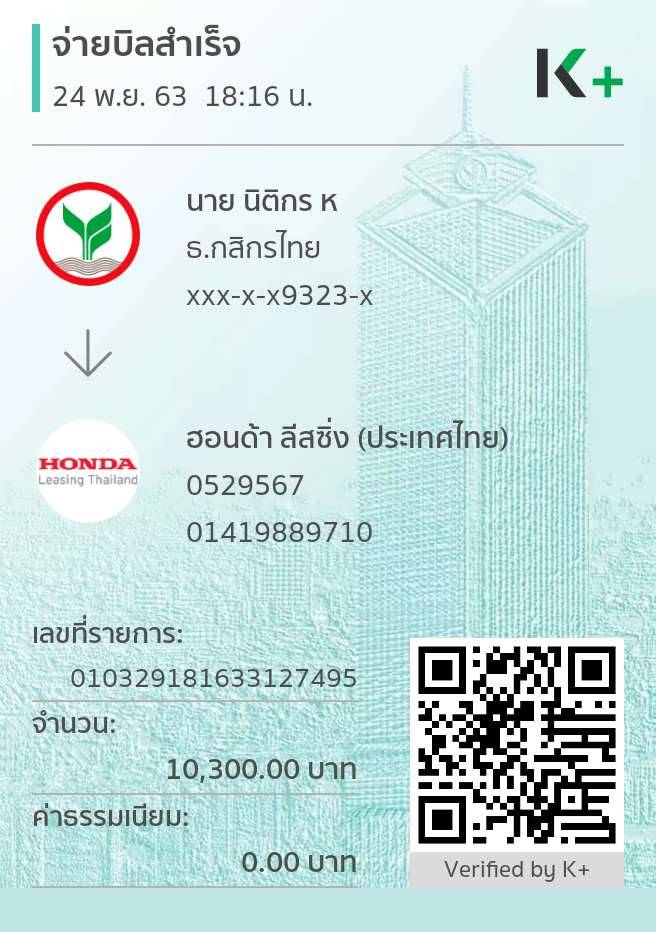 จ่ายบิลสำเร็จ
24 พ.ย. 63 18:16 น.
K+
นาย นิติกร ห
ธ.กสิกรไทย
xxx-x-x9323-x
HONDA
Leasing Thailand
ฮอนด้า ลีสซิ่ง (ประเทศไทย)
0529567
01419889710
เลขที่รายการ:
010329181633127495
จำนวน:
10,300.00 บาท
ค่าธรรมเนียม:
0.00 บาท
Verified by K+